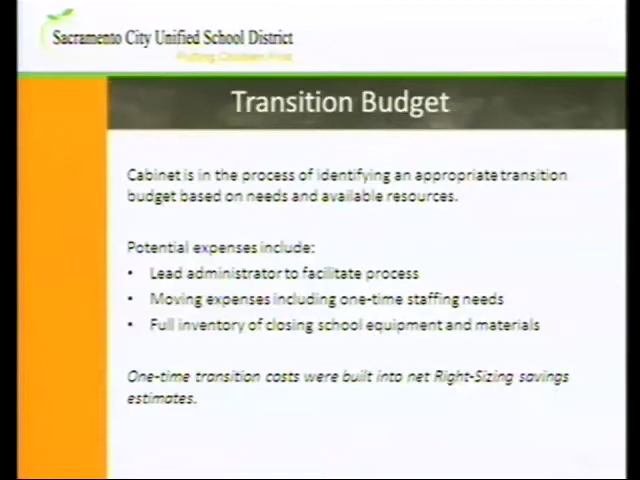 Sacramento City Unified School District
Putting Children First
Transition Budget
Cabinet is in the process of identifying an appropriate transition
budget based on needs and available resources.
Potential expenses include:
• Lead administrator to facilitate process
• Moving expenses including one-time staffing needs
• Full inventory of closing school equipment and materials
One-time transition costs were built into net Right-Sizing savings
estimates.